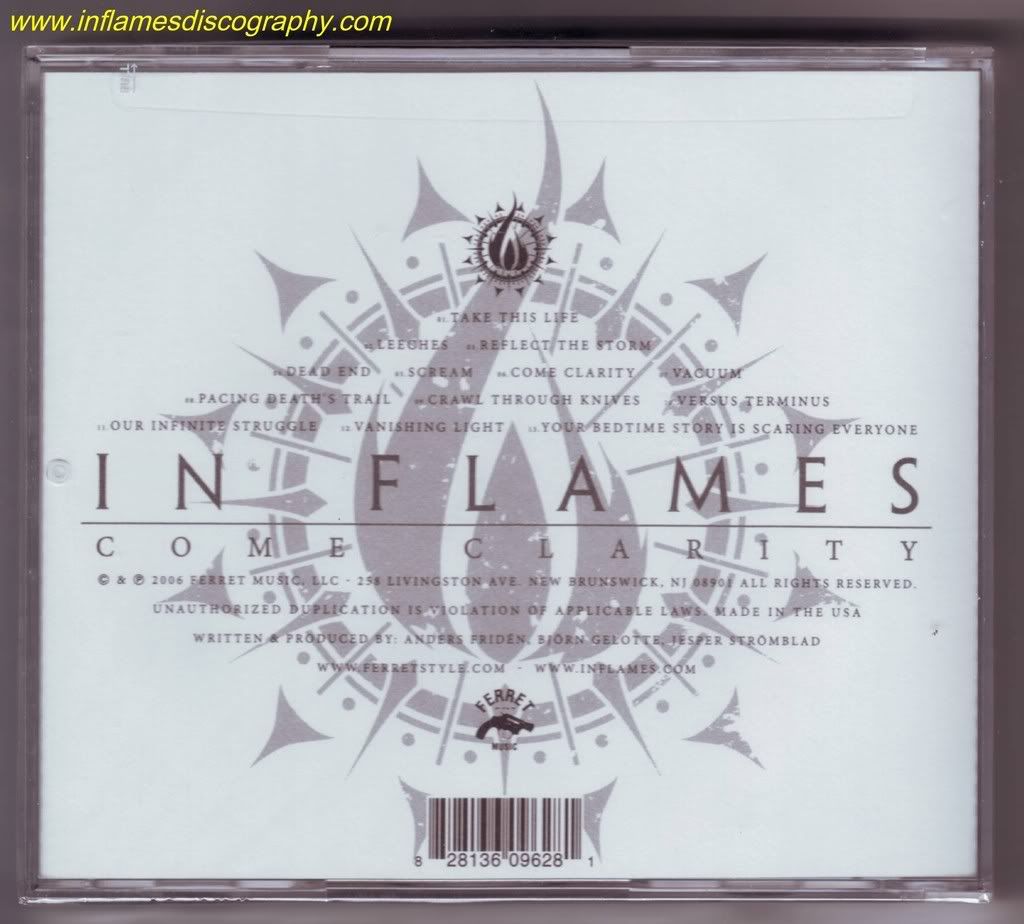 www.inflamesdiscography.com
01. TAKE THIS LIFE
02. LEECHES 03. REFLECT THE STORM
04. DEAD END 05. SCREAM 06. COME CLARITY 07. VACUUM
08. PACING DEATH'S TRAIL 09. CRAWL THROUGH KNIVES 10. VERSUS TERMINUS
11. OUR INFINITE STRUGGLE 12. VANISHING LIGHT 13. YOUR BEDTIME STORY IS SCARING EVERYONE
IN FLAMES
COME CLARITY
© & ℗ 2006 FERRET MUSIC, LLC - 258 LIVINGSTON AVE. NEW BRUNSWICK, NJ 08901 ALL RIGHTS RESERVED.
UNAUTHORIZED DUPLICATION IS VIOLATION OF APPLICABLE LAWS. MADE IN THE USA
WRITTEN & PRODUCED BY: ANDERS FRIDÉN, BJÖRN GELOTTE, JESPER STRÖMBLAD
WWW.FERRETSTYLE.COM - WWW.INFLAMES.COM
FERRET
MUSIC
8 28136 09628 1